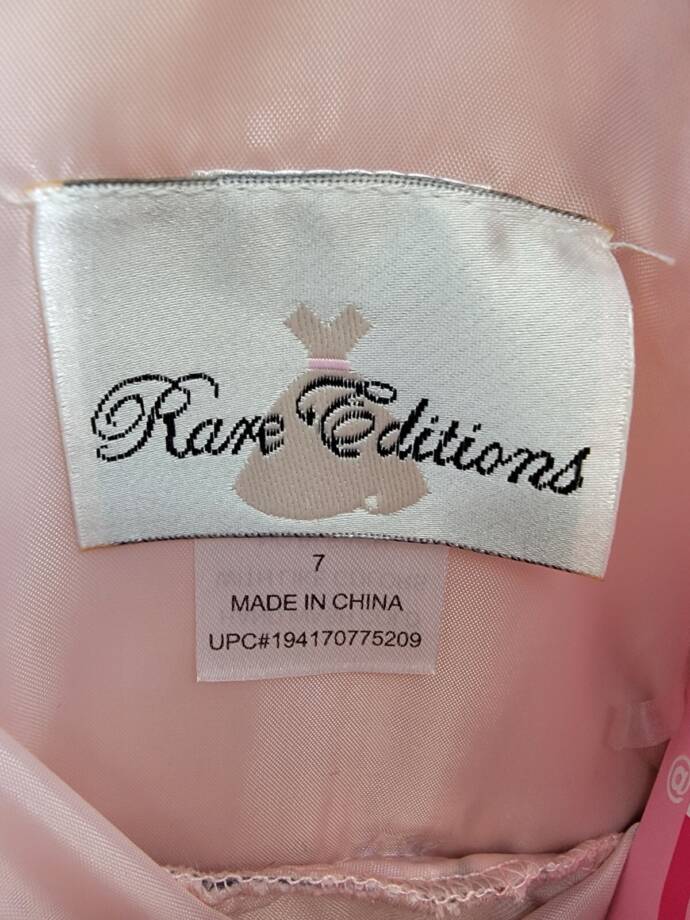 Rare Editions
7
MADE IN CHINA
UPC#194170775209
@